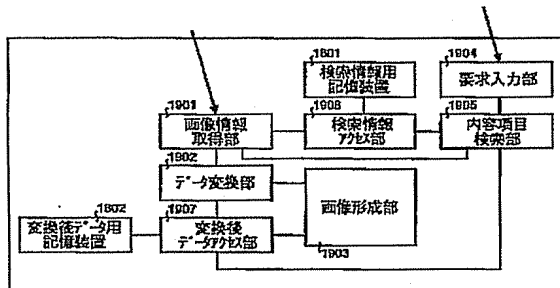 1601
検索情報用
記憶装置
1904
要求入力部
1901
画像情報
取得部
1906
検索情報
アクセス部
1905
内容項目
検索部
1902
データ変換部
画像形成部
1903
1602
変換後データ用
記憶装置
1907
変換後
データアクセス部